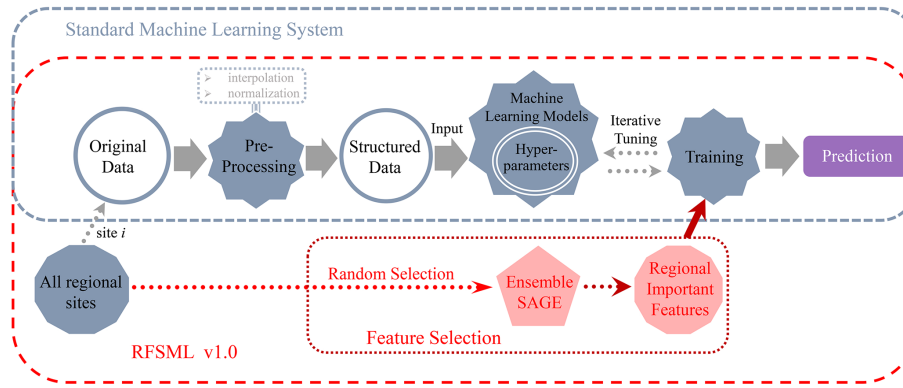 Standard Machine Learning System
interpolation
normalization
Original
Data
Pre-
Processing
Structured
Data
Input
Machine
Learning Models
Hyper-
parameters
Iterative
Tuning
Training
Prediction
site i
All regional
sites
Random Selection
Ensemble
SAGE
Regional
Important
Features
Feature Selection
RFSML v1.0